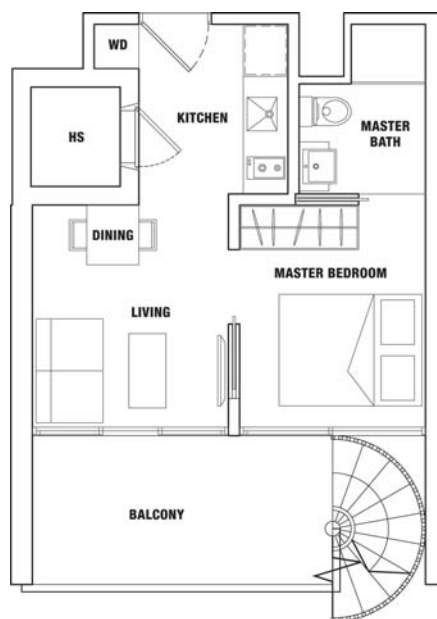 WD
KITCHEN
HS
MASTER
BATH
DINING
MASTER BEDROOM
LIVING
BALCONY